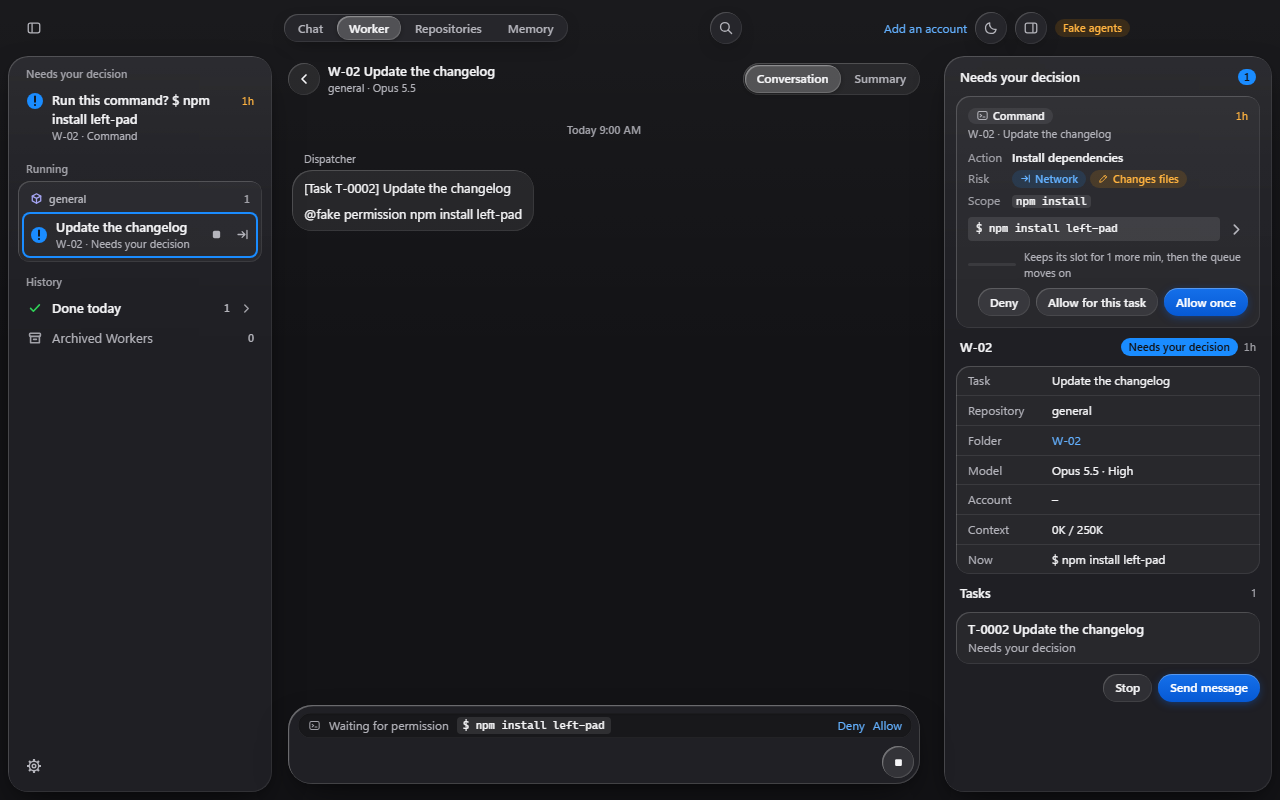 Chat
Worker
Repositories
Memory
Add an account
Fake agents
Needs your decision
Run this command? $ npm
install left-pad
1h
W-02 · Command
Running
general
1
Update the changelog
W-02 · Needs your decision
History
Done today
1
Archived Workers
0
W-02 Update the changelog
general · Opus 5.5
Conversation
Summary
Today 9:00 AM
Dispatcher
[Task T-0002] Update the changelog
@fake permission npm install left-pad
Waiting for permission
$ npm install left-pad
Deny
Allow
Needs your decision
1
Command
1h
W-02 · Update the changelog
Action Install dependencies
Risk Network Changes files
Scope npm install
$ npm install left-pad
Keeps its slot for 1 more min, then the queue
moves on
Deny
Allow for this task
Allow once
W-02
Needs your decision
1h
Task Update the changelog
Repository general
Folder W-02
Model Opus 5.5 · High
Account –
Context 0K / 250K
Now $ npm install left-pad
Tasks
1
T-0002 Update the changelog
Needs your decision
Stop
Send message